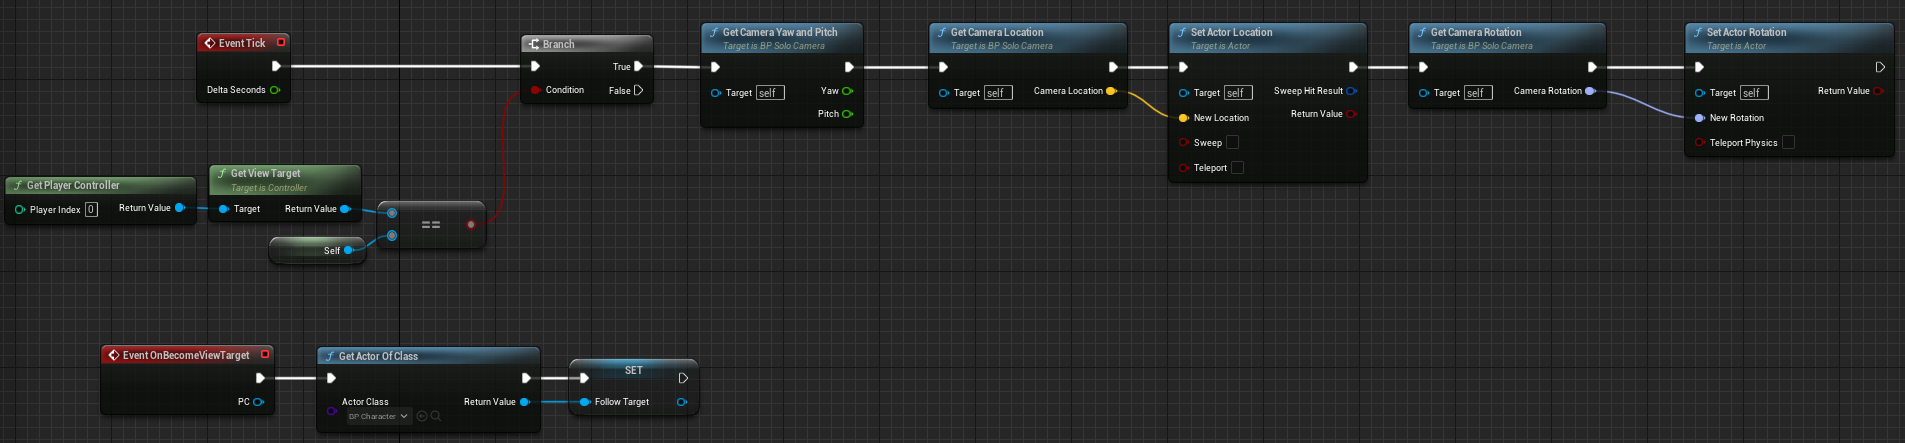 Event Tick
Delta Seconds
Branch
True
Condition
False
Get Camera Yaw and Pitch
Target is BP Solo Camera
Target self
Yaw
Pitch
Get Camera Location
Target is BP Solo Camera
Target self
Camera Location
Set Actor Location
Target is Actor
Target self
Sweep Hit Result
New Location
Return Value
Sweep
Teleport
Get Camera Rotation
Target is BP Solo Camera
Target self
Camera Rotation
Set Actor Rotation
Target is Actor
Target self
Return Value
New Rotation
Teleport Physics
Get Player Controller
Player Index 0
Return Value
Get View Target
Target is Controller
Target
Return Value
Self
==
Event OnBecomeViewTarget
PC
Get Actor Of Class
Actor Class
BP Character
Return Value
SET
Follow Target